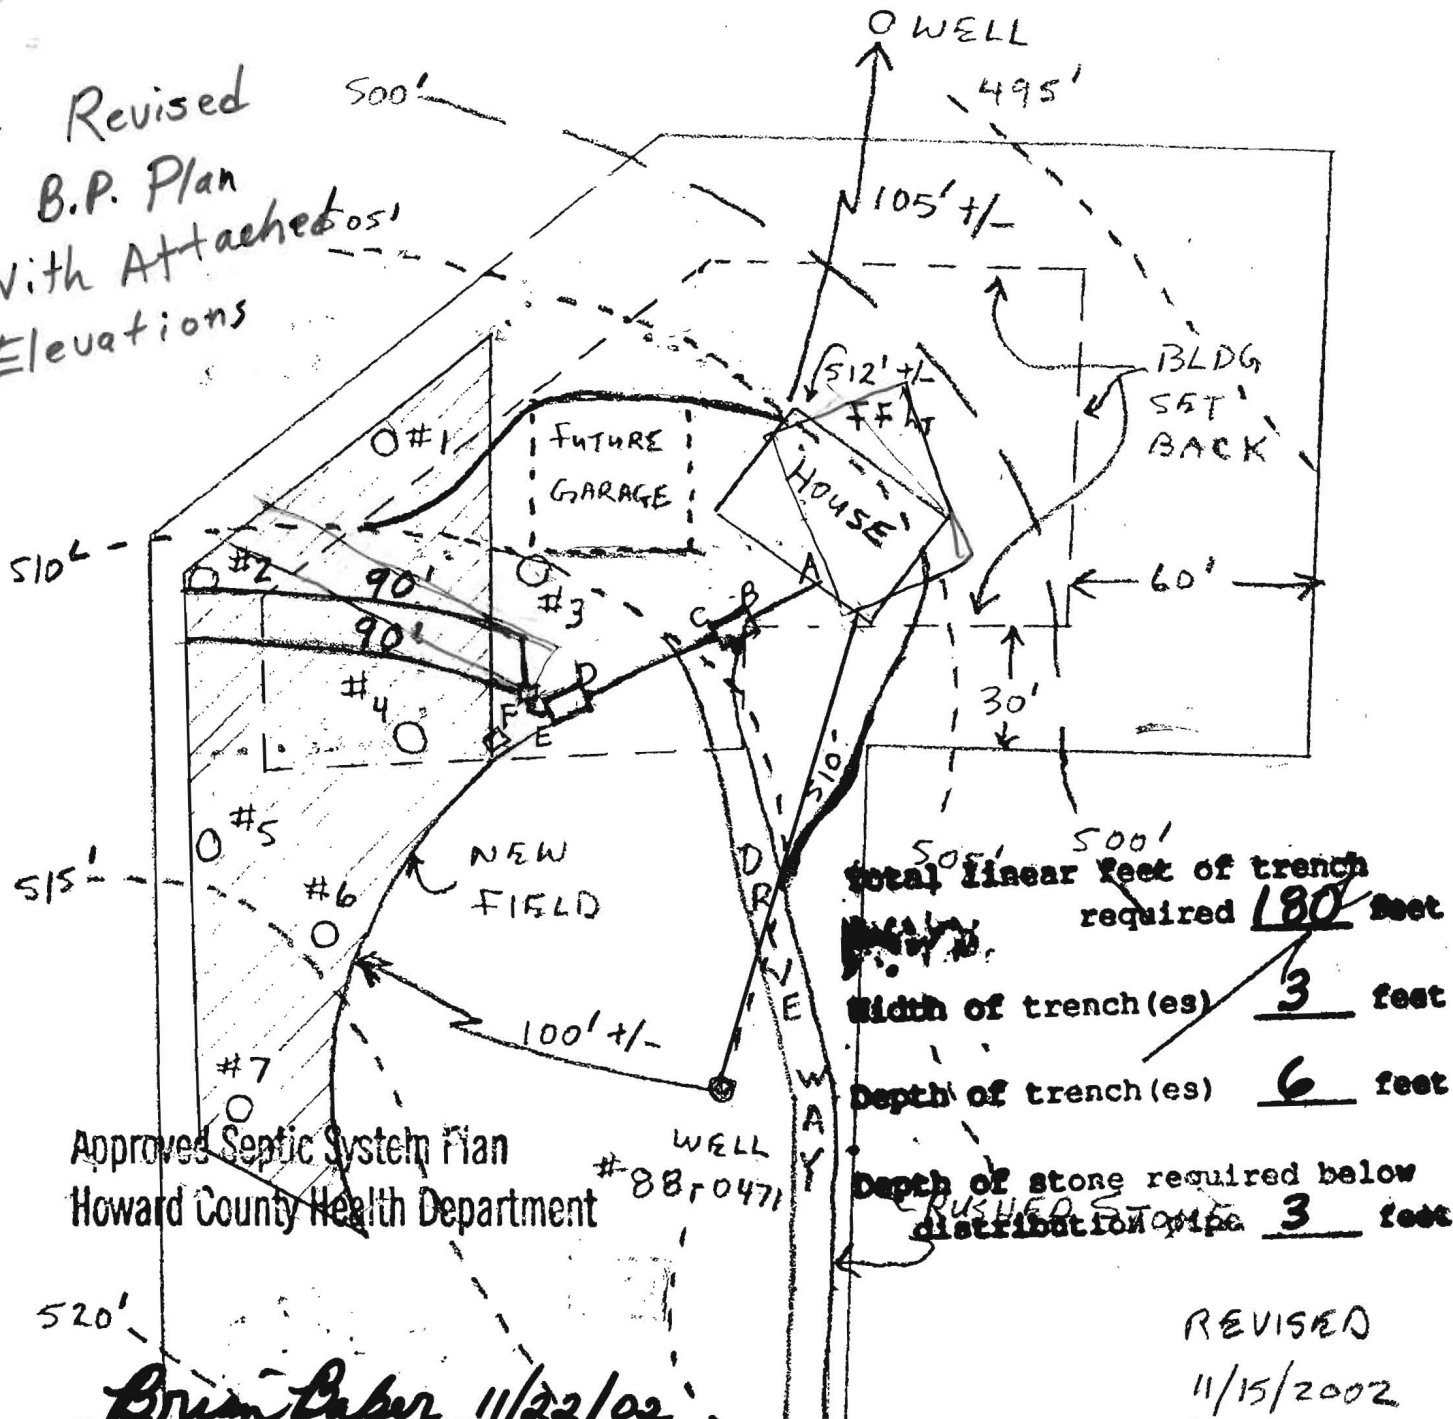 WELL
495'
500'
Revised
B.P. Plan
With Attached
Elevations
505'
105' +/-
BLDG
SET
BACK
512' +/-
FF
HOUSE
FUTURE
GARAGE
#1
510'
#2
90'
#3
90'
A
B
C
D
E
F
60'
30'
#4
510'
#5
515'
NEW
FIELD
#6
505'
500'
DRIVE WAY
Total linear feet of trench
required 180 feet
Width of trench(es) 3 feet
100' +/-
#7
Depth of trench(es) 6 feet
Approved Septic System Plan
Howard County Health Department
WELL
#88-0471
Depth of stone required below
distribution pipe 3 feet
CRUSHED STONE
520'
REVISED
11/15/2002
Brian Baker 11/22/02